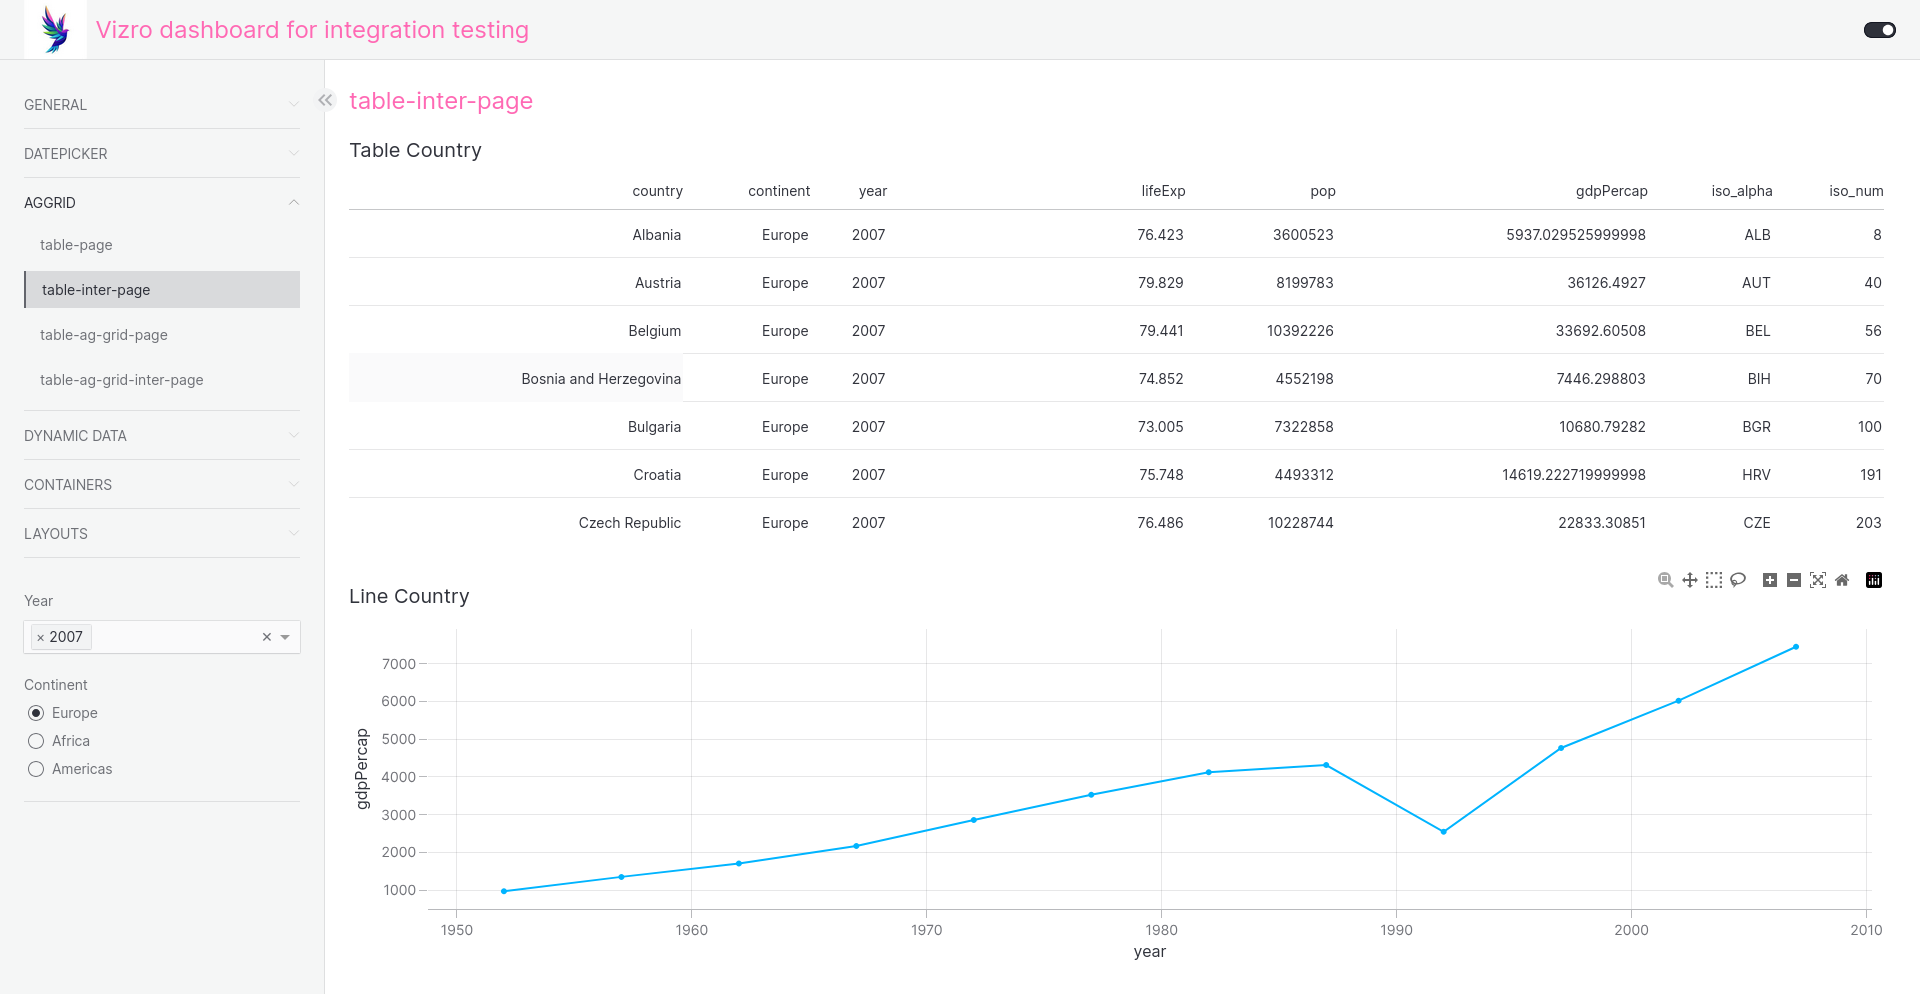 Vizro dashboard for integration testing
GENERAL
DATEPICKER
AGGRID
table-page
table-inter-page
table-ag-grid-page
table-ag-grid-inter-page
DYNAMIC DATA
CONTAINERS
LAYOUTS
Year
× 2007
Continent
Europe
Africa
Americas
table-inter-page
Table Country
country continent year lifeExp pop gdpPercap iso_alpha iso_num
Albania Europe 2007 76.423 3600523 5937.029525999998 ALB 8
Austria Europe 2007 79.829 8199783 36126.4927 AUT 40
Belgium Europe 2007 79.441 10392226 33692.60508 BEL 56
Bosnia and Herzegovina Europe 2007 74.852 4552198 7446.298803 BIH 70
Bulgaria Europe 2007 73.005 7322858 10680.79282 BGR 100
Croatia Europe 2007 75.748 4493312 14619.222719999998 HRV 191
Czech Republic Europe 2007 76.486 10228744 22833.30851 CZE 203
Line Country
gdpPercap
7000
6000
5000
4000
3000
2000
1000
1950 1960 1970 1980 1990 2000 2010
year